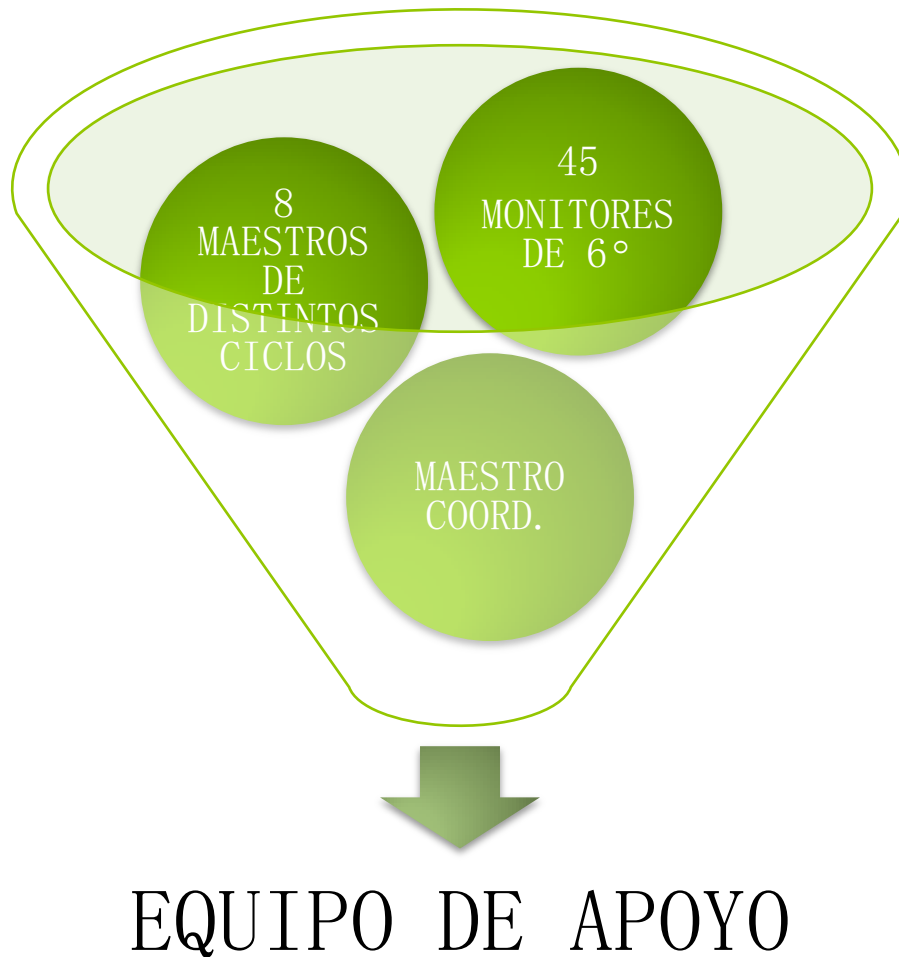 8
MAESTROS
DE
DISTINTOS
CICLOS
45
MONITORES
DE 6°
MAESTRO
COORD.
EQUIPO DE APOYO